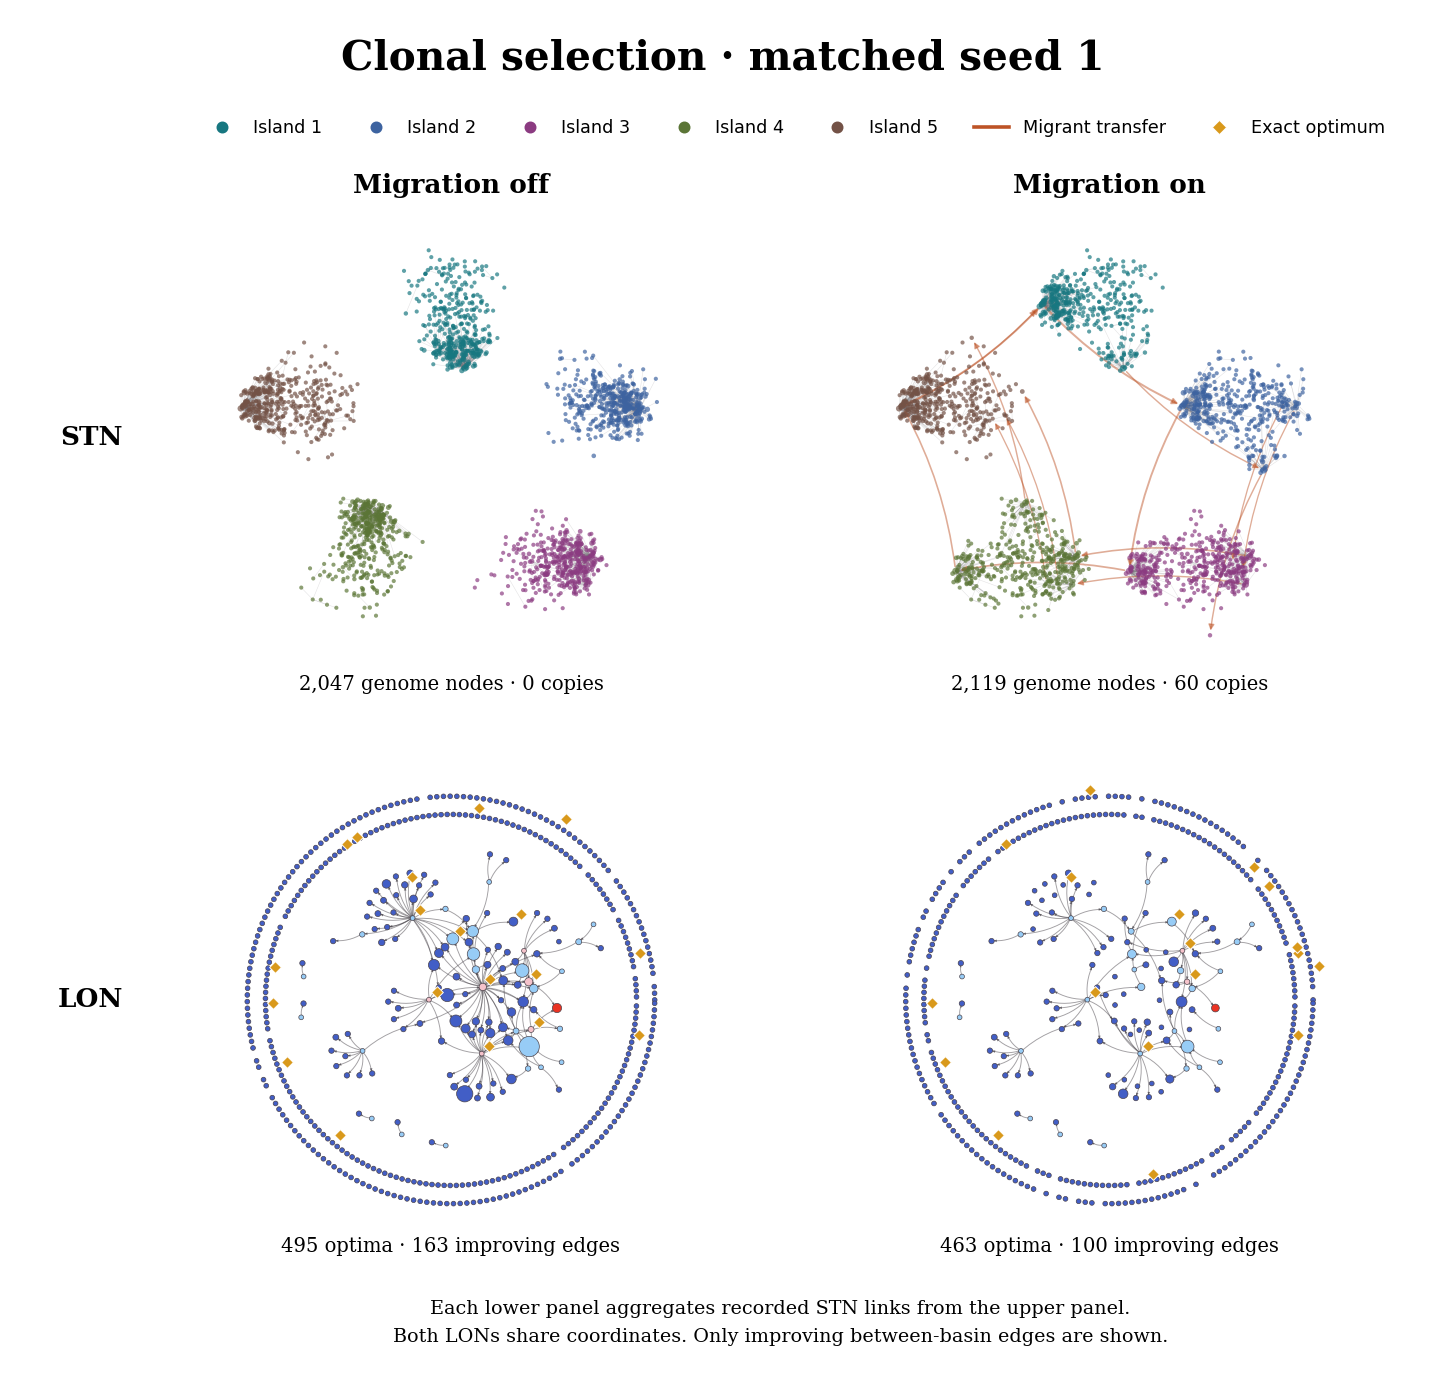 Clonal selection · matched seed 1
Island 1 Island 2 Island 3 Island 4 Island 5 Migrant transfer Exact optimum
Migration off Migration on
STN
2,047 genome nodes · 0 copies 2,119 genome nodes · 60 copies
LON
495 optima · 163 improving edges 463 optima · 100 improving edges
Each lower panel aggregates recorded STN links from the upper panel.
Both LONs share coordinates. Only improving between-basin edges are shown.